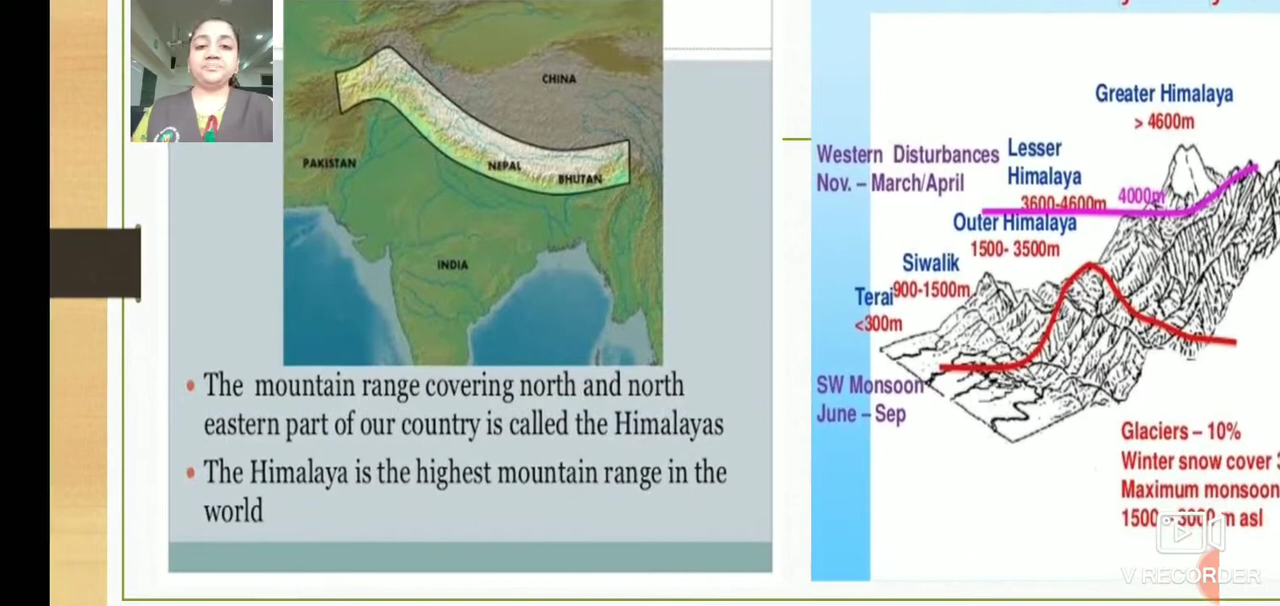 CHINA
PAKISTAN
NEPAL
BHUTAN
INDIA
• The mountain range covering north and north
eastern part of our country is called the Himalayas
• The Himalaya is the highest mountain range in the
world
Greater Himalaya
> 4600m
Western Disturbances
Nov. – March/April
Lesser
Himalaya
3600-4600m
4000m
Outer Himalaya
1500- 3500m
Siwalik
900-1500m
Terai
<300m
SW Monsoon
June – Sep
Glaciers – 10%
Winter snow cover
Maximum monsoon
1500 – 3000 m asl
V RECORDER